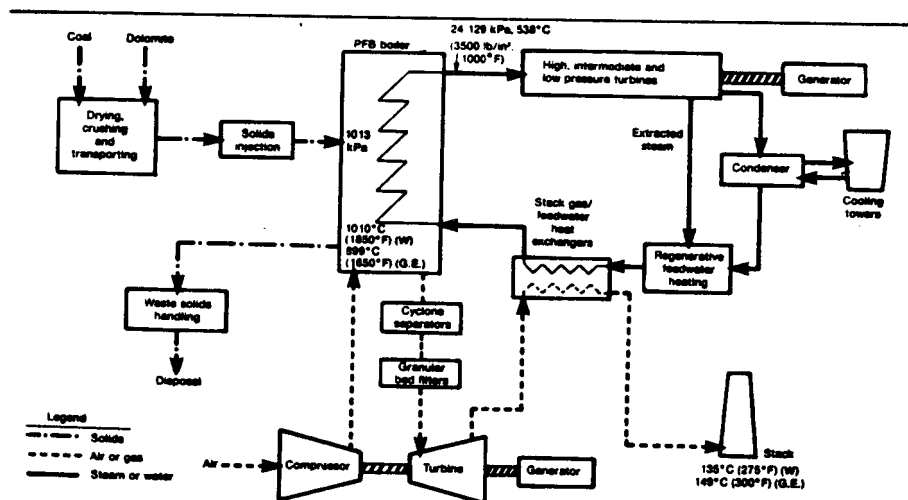 Coal
Dolomite
Drying,
crushing
and
transporting
Solids
injection
PFB boiler
1013
kPa
1010°C
(1850°F) (W)
899°C
(1650°F) (G.E.)
24 129 kPa, 538°C
(3500 lb/in²,
1000°F)
High, intermediate and
low pressure turbines
Generator
Extracted
steam
Condenser
Cooling
towers
Stack gas/
feedwater
heat
exchangers
Regenerative
feedwater
heating
Waste solids
handling
Disposal
Cyclone
separators
Granular
bed filters
Legend
Solids
Air or gas
Steam or water
Air
Compressor
Turbine
Generator
Stack
135°C (275°F) (W)
149°C (300°F) (G.E.)